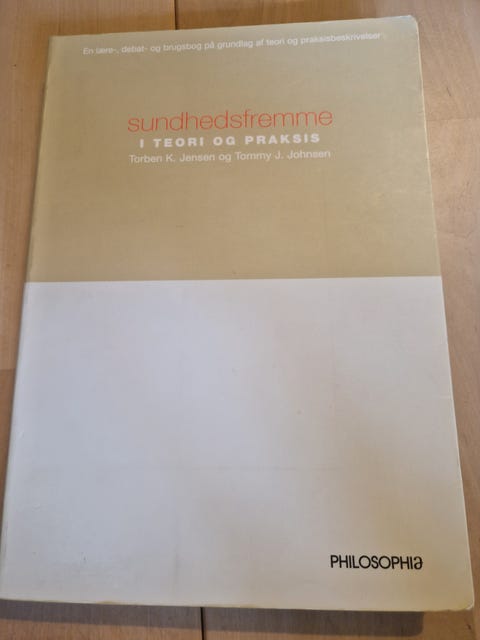 En lære-, debat- og brugsbog på grundlag af teori og praksisbeskrivelser
sundhedsfremme
I TEORI OG PRAKSIS
Torben K. Jensen og Tommy J. Johnsen
PHILOSOPHIA